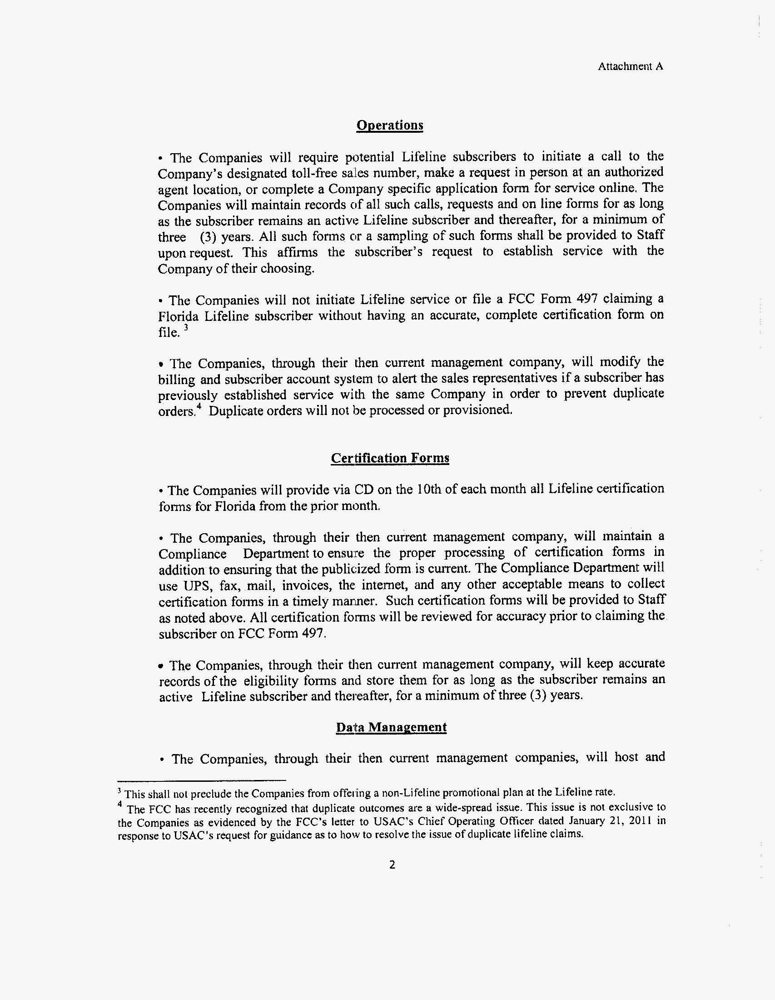 Attachment A
Operations
• The Companies will require potential Lifeline subscribers to initiate a call to the
Company's designated toll-free sales number, make a request in person at an authorized
agent location, or complete a Company specific application form for service online. The
Companies will maintain records of all such calls, requests and on line forms for as long
as the subscriber remains an active Lifeline subscriber and thereafter, for a minimum of
three (3) years. All such forms or a sampling of such forms shall be provided to Staff
upon request. This affirms the subscriber's request to establish service with the
Company of their choosing.
• The Companies will not initiate Lifeline service or file a FCC Form 497 claiming a
Florida Lifeline subscriber without having an accurate, complete certification form on
file. 3
• The Companies, through their then current management company, will modify the
billing and subscriber account system to alert the sales representatives if a subscriber has
previously established service with the same Company in order to prevent duplicate
orders.4 Duplicate orders will not be processed or provisioned.
Certification Forms
• The Companies will provide via CD on the 10th of each month all Lifeline certification
forms for Florida from the prior month.
• The Companies, through their then current management company, will maintain a
Compliance Department to ensure the proper processing of certification forms in
addition to ensuring that the publicized form is current. The Compliance Department will
use UPS, fax, mail, invoices, the internet, and any other acceptable means to collect
certification forms in a timely manner. Such certification forms will be provided to Staff
as noted above. All certification forms will be reviewed for accuracy prior to claiming the
subscriber on FCC Form 497.
• The Companies, through their then current management company, will keep accurate
records of the eligibility forms and store them for as long as the subscriber remains an
active Lifeline subscriber and thereafter, for a minimum of three (3) years.
Data Management
• The Companies, through their then current management companies, will host and
3 This shall not preclude the Companies from offering a non-Lifeline promotional plan at the Lifeline rate.
4 The FCC has recently recognized that duplicate outcomes are a wide-spread issue. This issue is not exclusive to
the Companies as evidenced by the FCC's letter to USAC's Chief Operating Officer dated January 21, 2011 in
response to USAC's request for guidance as to how to resolve the issue of duplicate lifeline claims.
2